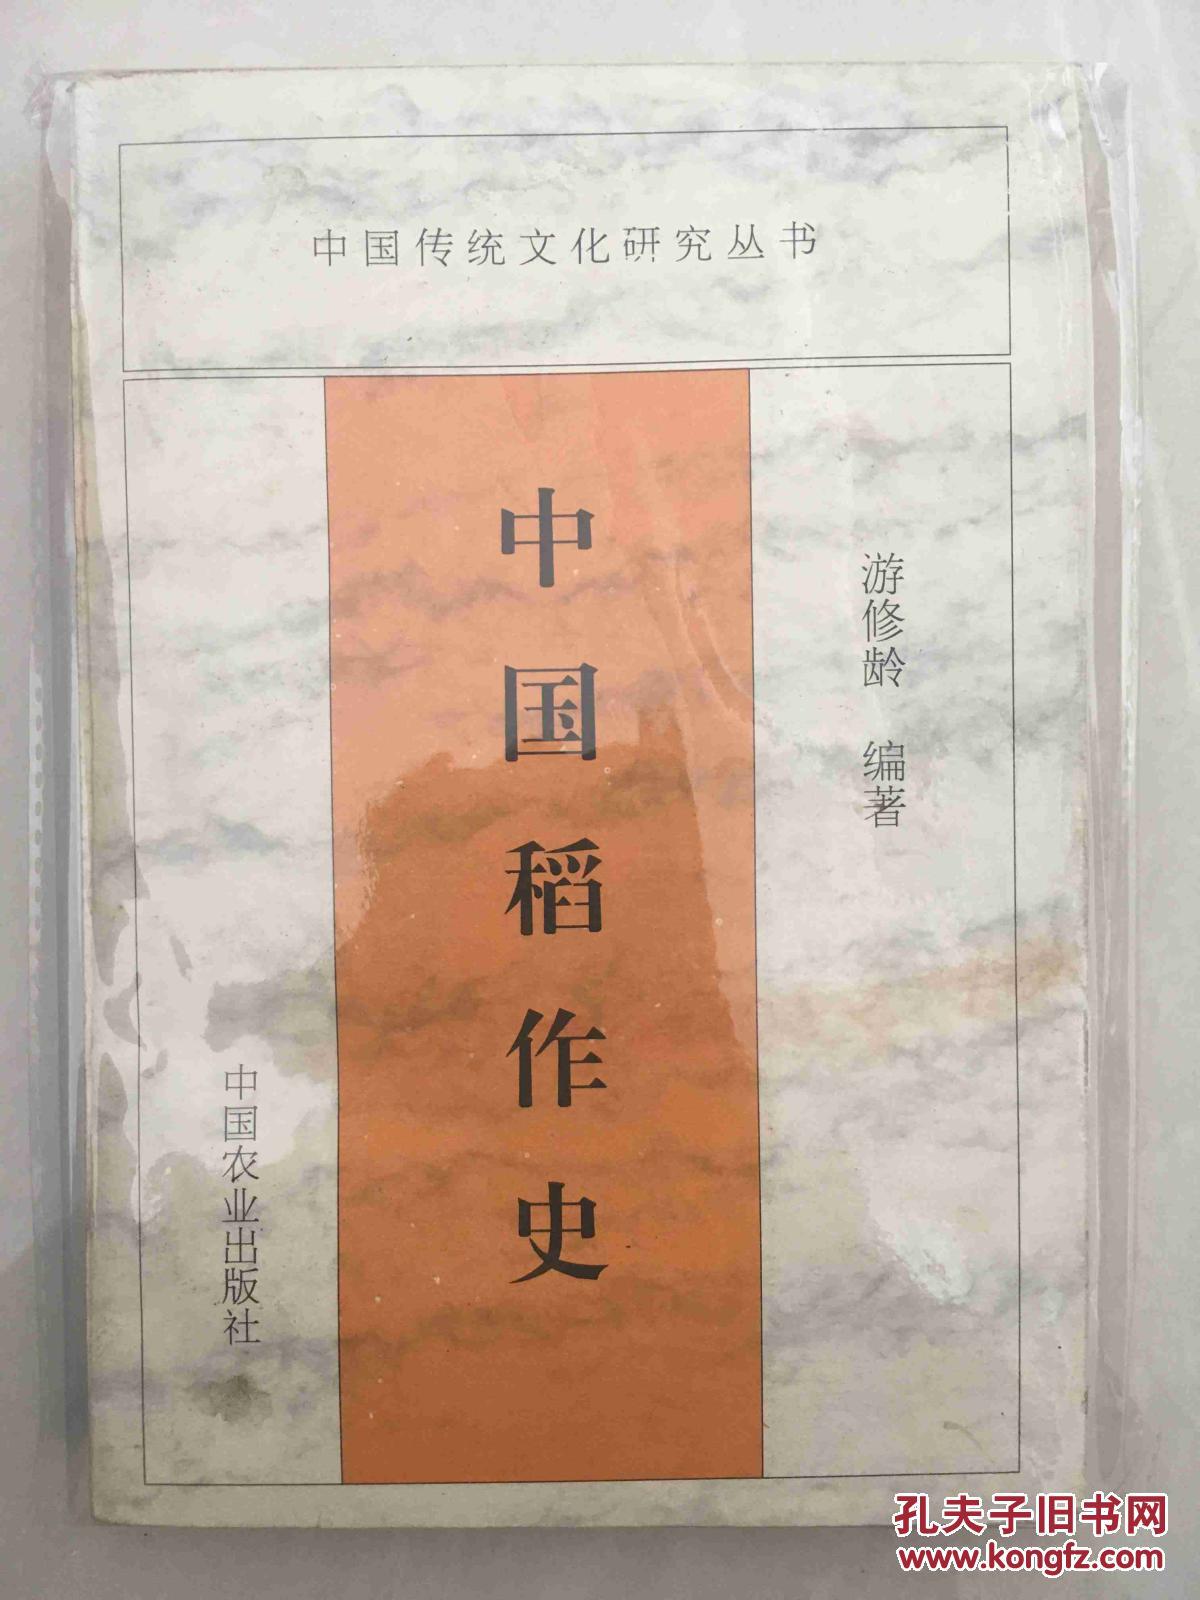 中国传统文化研究丛书
游修龄 编著
中国稻作史
中国农业出版社
孔夫子旧书网
www.kongfz.com